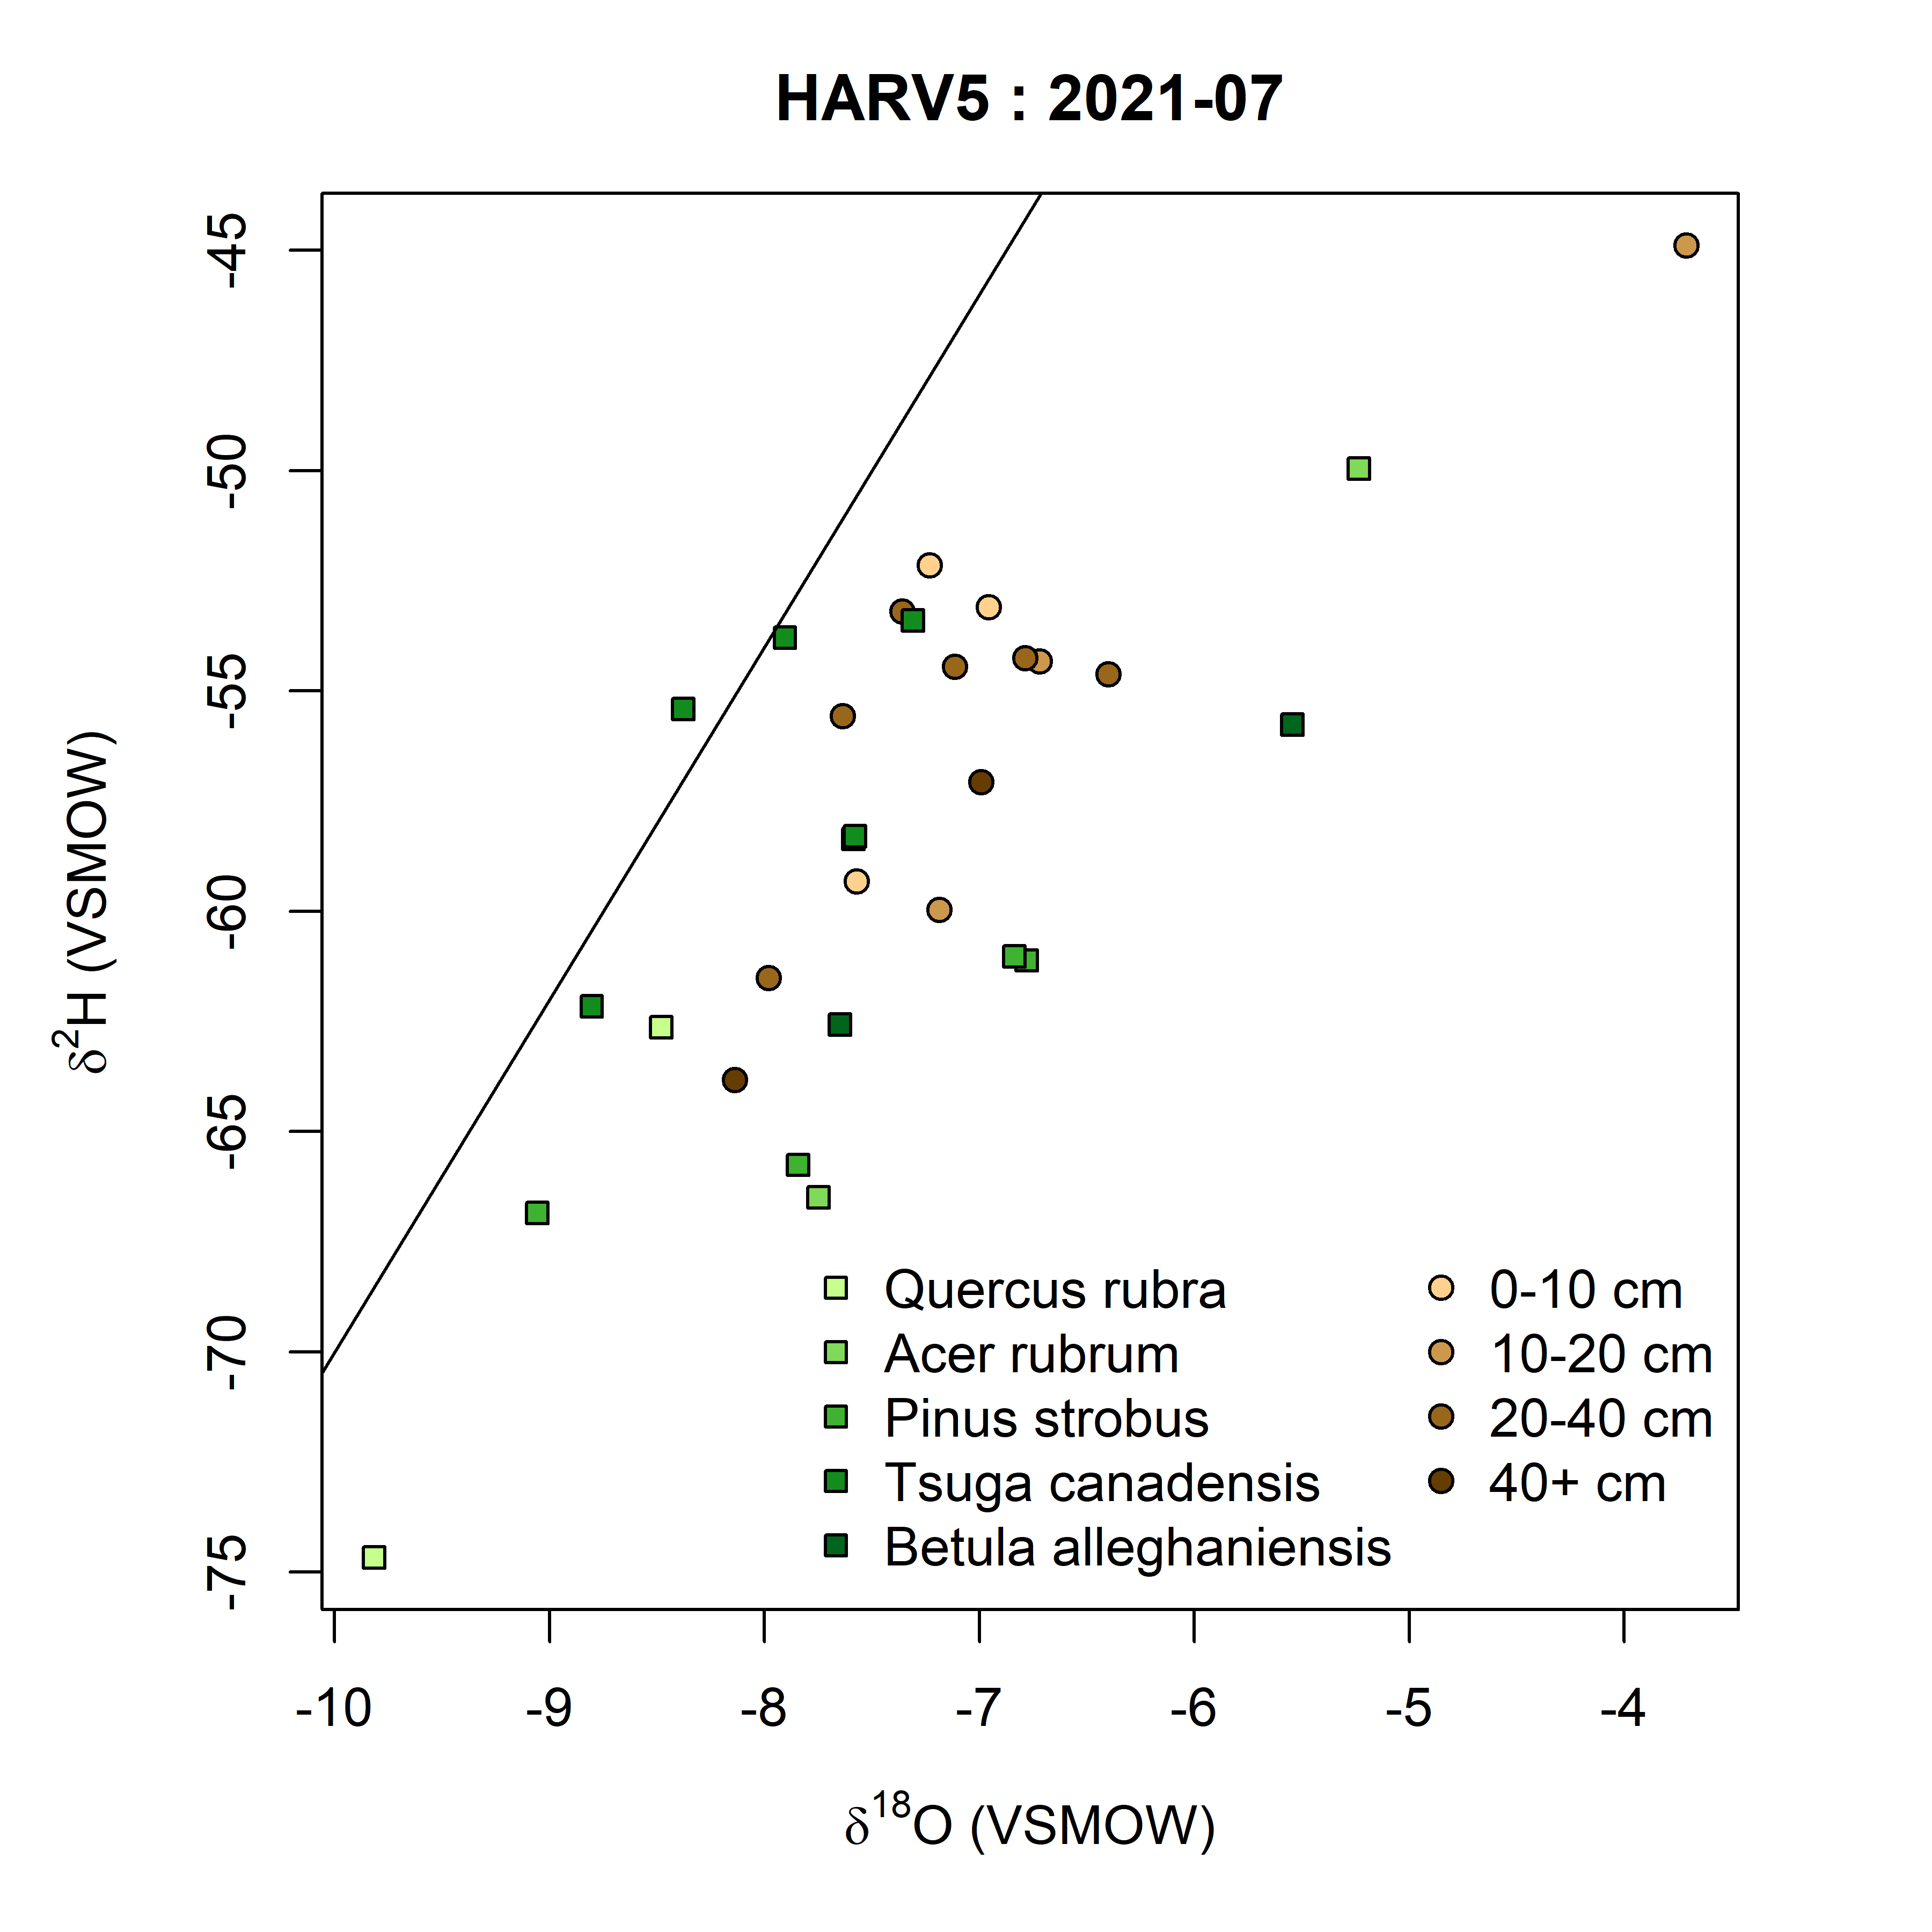 HARV5 : 2021-07
δ²H (VSMOW)
-45
-50
-55
-60
-65
-70
-75
Quercus rubra
Acer rubrum
Pinus strobus
Tsuga canadensis
Betula alleghaniensis
0-10 cm
10-20 cm
20-40 cm
40+ cm
-10 -9 -8 -7 -6 -5 -4
δ¹⁸O (VSMOW)